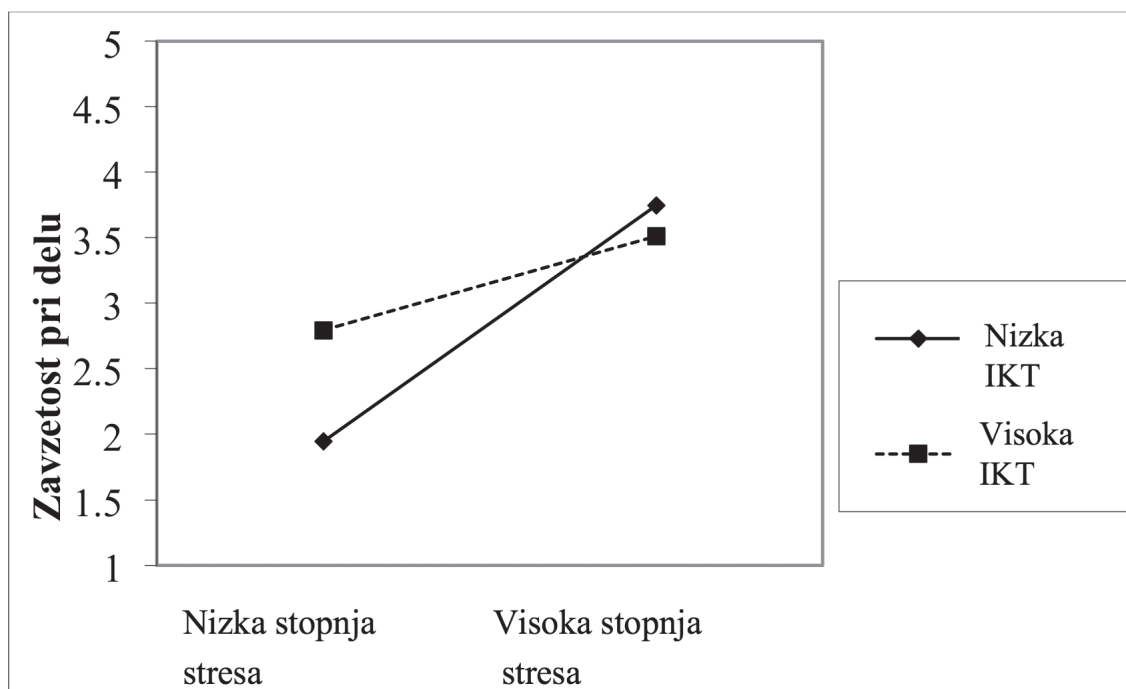 5
4.5
4
3.5
3
2.5
2
1.5
1
Zavzetost pri delu
Nizka stopnja
stresa
Visoka stopnja
stresa
Nizka
IKT
Visoka
IKT